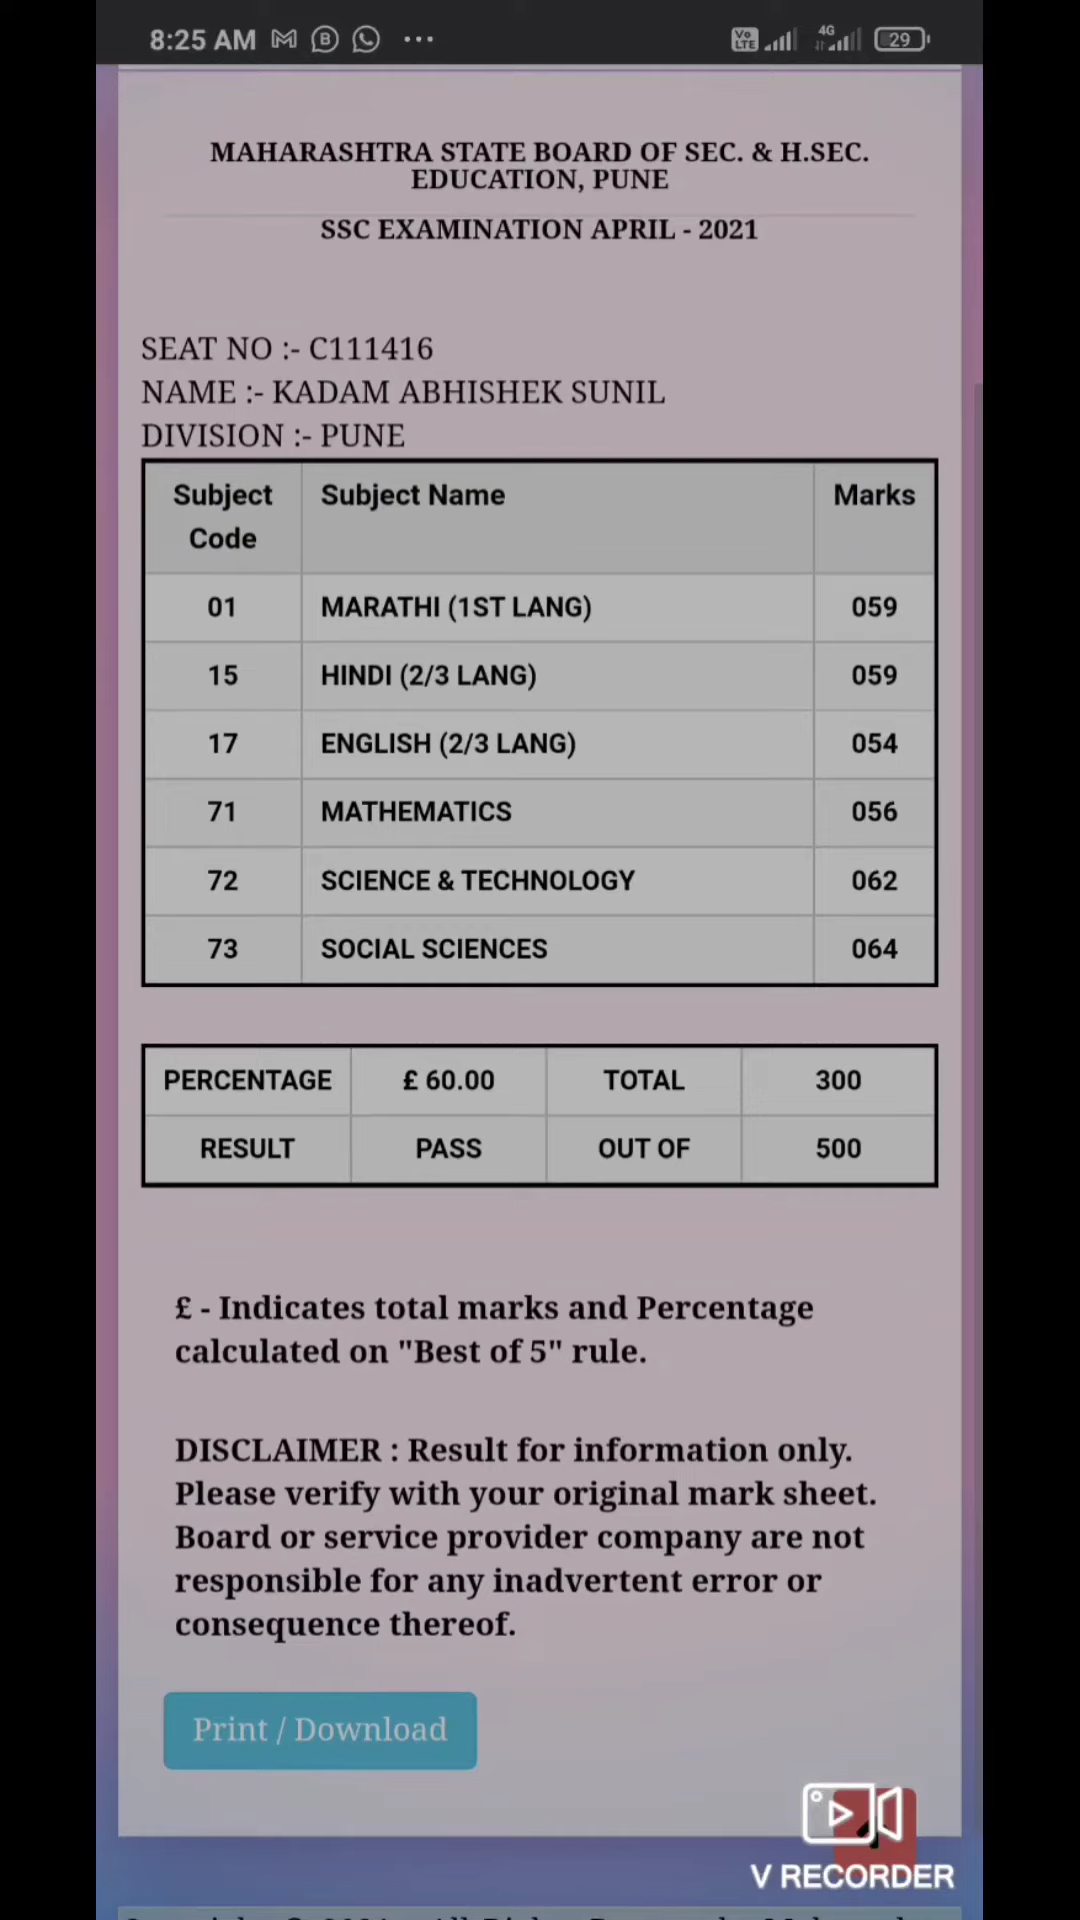 8:25 AM
Vo LTE 4G 29
MAHARASHTRA STATE BOARD OF SEC. & H.SEC.
EDUCATION, PUNE
SSC EXAMINATION APRIL - 2021
SEAT NO :- C111416
NAME :- KADAM ABHISHEK SUNIL
DIVISION :- PUNE
Subject Code Subject Name Marks
01 MARATHI (1ST LANG) 059
15 HINDI (2/3 LANG) 059
17 ENGLISH (2/3 LANG) 054
71 MATHEMATICS 056
72 SCIENCE & TECHNOLOGY 062
73 SOCIAL SCIENCES 064
PERCENTAGE £ 60.00 TOTAL 300
RESULT PASS OUT OF 500
£ - Indicates total marks and Percentage
calculated on "Best of 5" rule.
DISCLAIMER : Result for information only.
Please verify with your original mark sheet.
Board or service provider company are not
responsible for any inadvertent error or
consequence thereof.
Print / Download
V RECORDER